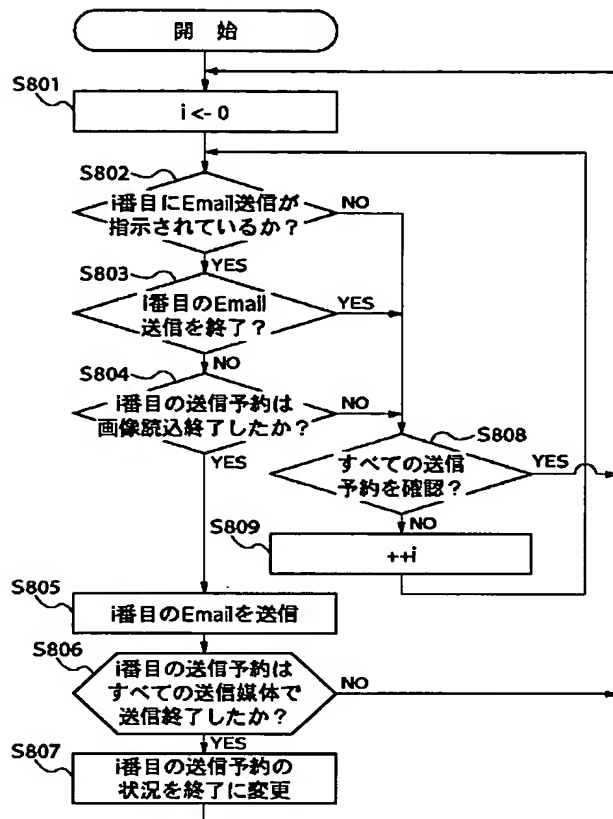 開 始
S801
i <- 0
S802
i番目にEmail送信が
指示されているか？
NO
YES
S803
i番目のEmail
送信を終了？
YES
NO
S804
i番目の送信予約は
画像読込終了したか？
NO
YES
S808
すべての送信
予約を確認？
YES
NO
S809
++i
S805
i番目のEmailを送信
S806
i番目の送信予約は
すべての送信媒体で
送信終了したか？
NO
YES
S807
i番目の送信予約の
状況を終了に変更